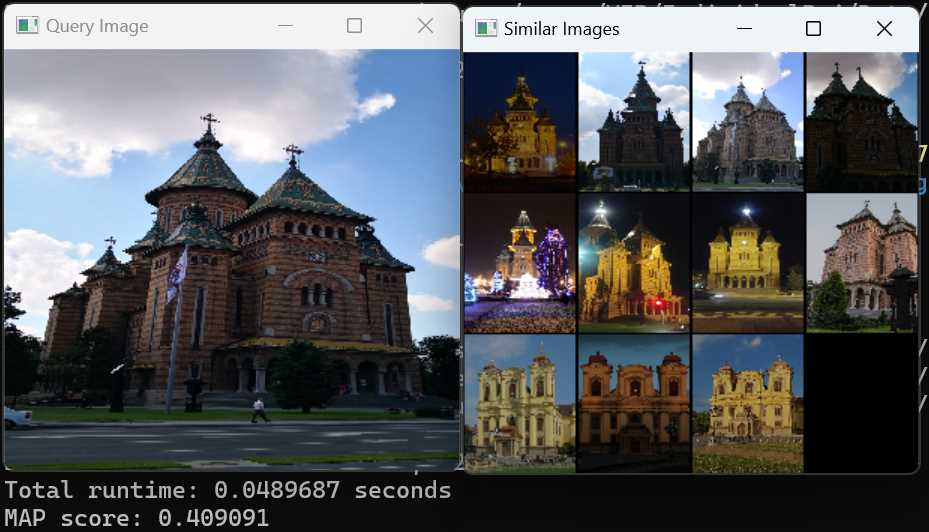 Query Image
Similar Images
Total runtime: 0.0489687 seconds
MAP score: 0.409091